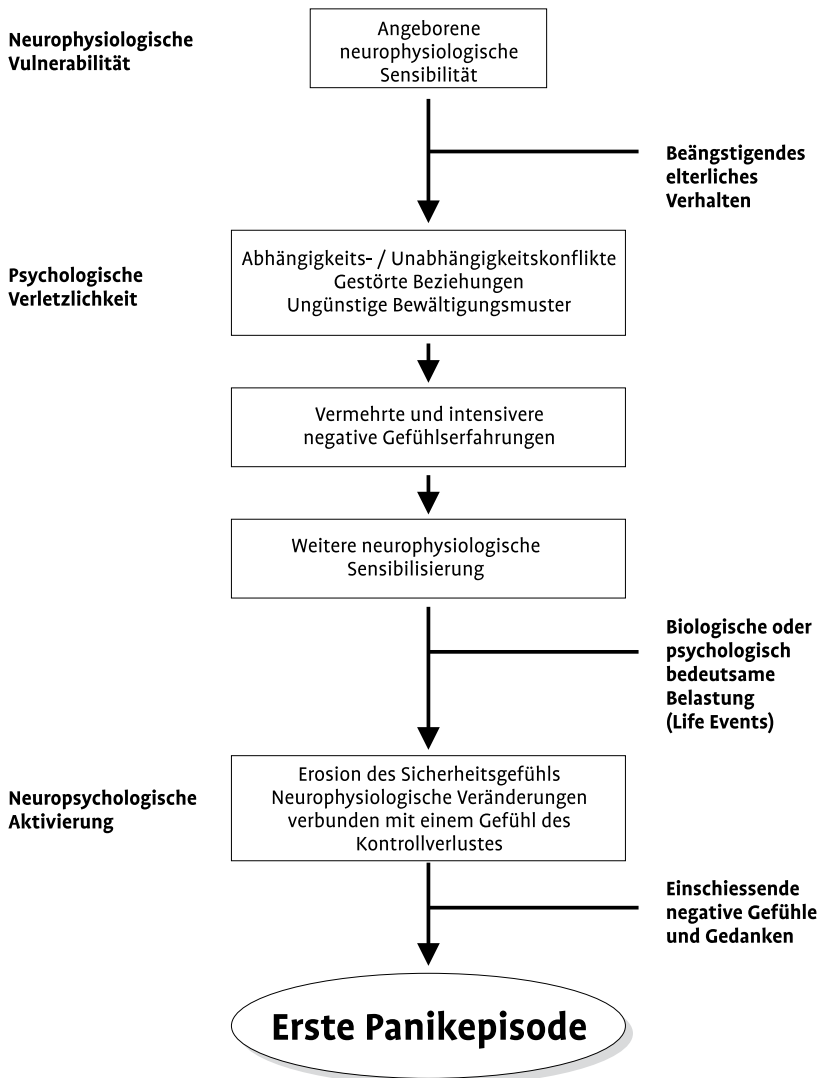 Neurophysiologische
Vulnerabilität
Angeborene
neurophysiologische
Sensibilität
Beängstigendes
elterliches
Verhalten
Psychologische
Verletzlichkeit
Abhängigkeits- / Unabhängigkeitskonflikte
Gestörte Beziehungen
Ungünstige Bewältigungsmuster
Vermehrte und intensivere
negative Gefühlserfahrungen
Weitere neurophysiologische
Sensibilisierung
Biologische oder
psychologisch
bedeutsame
Belastung
(Life Events)
Neuropsychologische
Aktivierung
Erosion des Sicherheitsgefühls
Neurophysiologische Veränderungen
verbunden mit einem Gefühl des
Kontrollverlustes
Einschiessende
negative Gefühle
und Gedanken
Erste Panikepisode